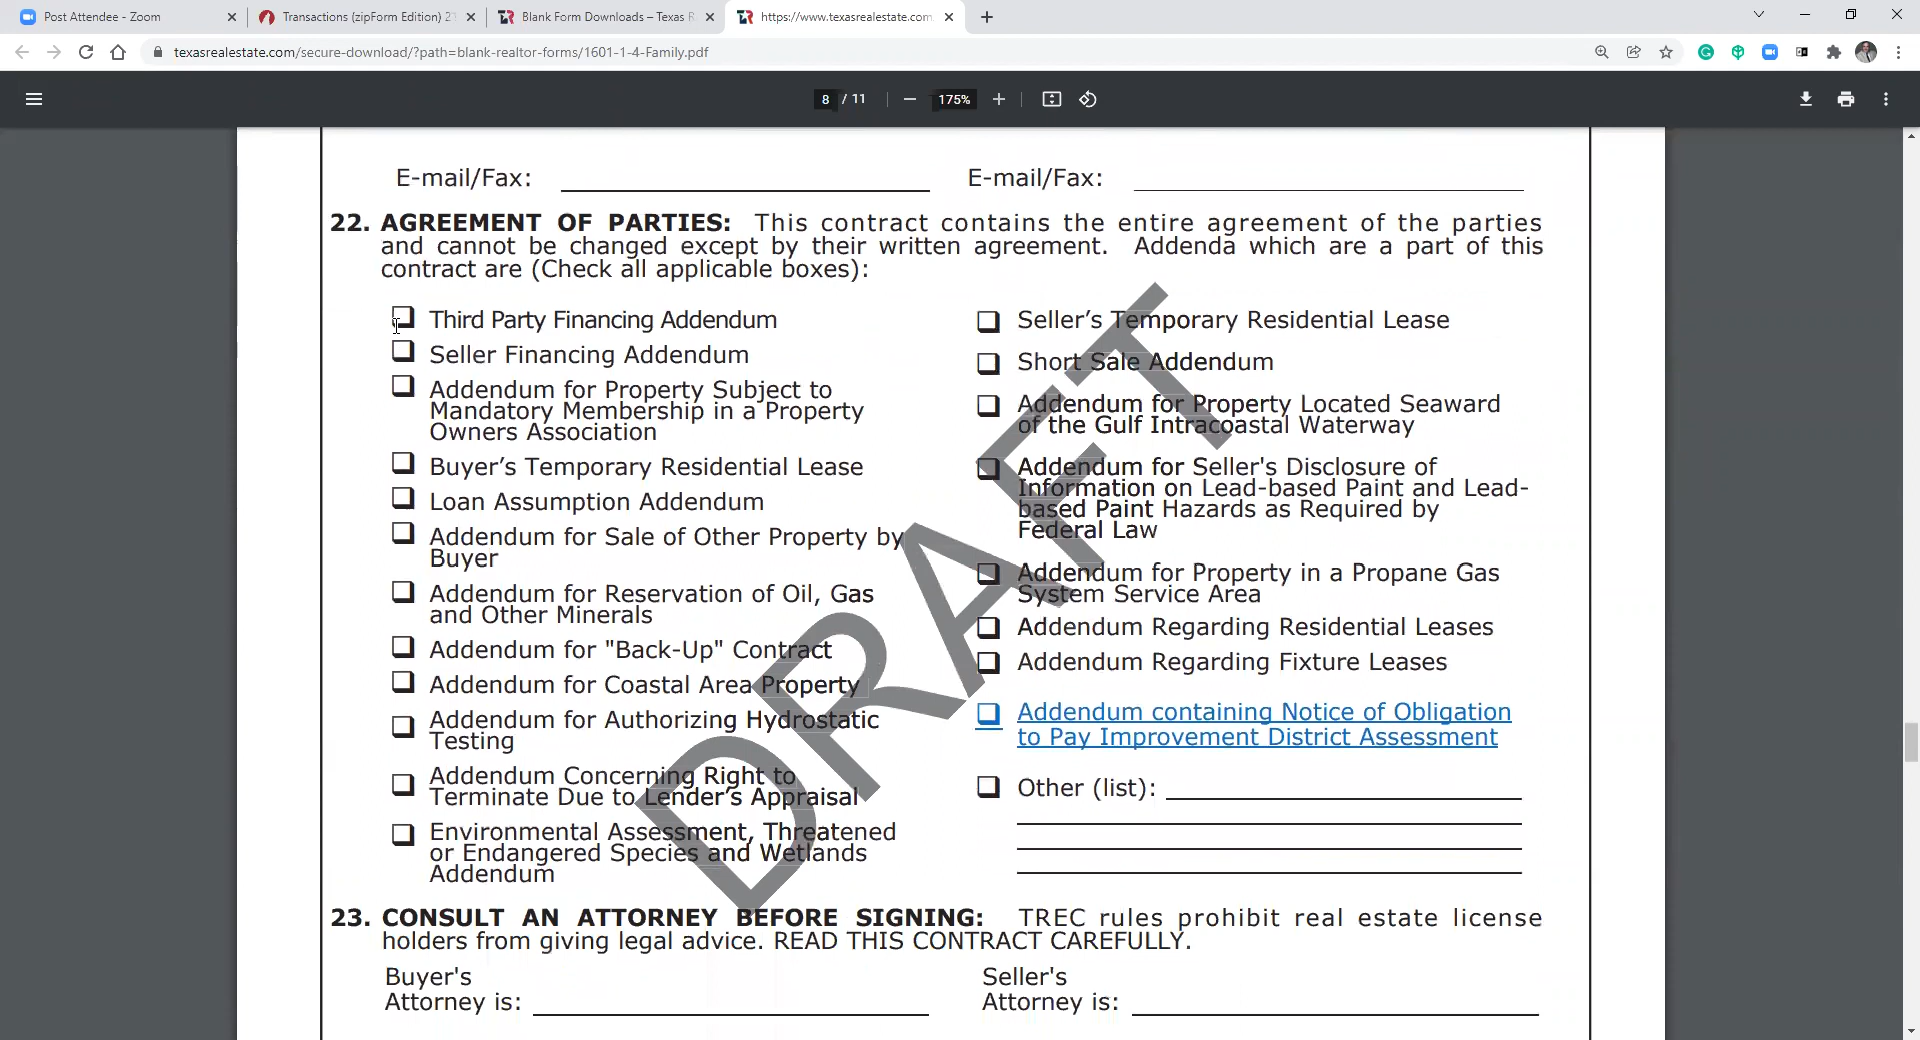 Post Attendee - Zoom
Transactions (zipForm Edition) 2
Blank Form Downloads – Texas R
https://www.texasrealestate.com
texasrealestate.com/secure-download/?path=blank-realtor-forms/1601-1-4-Family.pdf
8 / 11
175%
E-mail/Fax:
E-mail/Fax:
22. AGREEMENT OF PARTIES: This contract contains the entire agreement of the parties
and cannot be changed except by their written agreement. Addenda which are a part of this
contract are (Check all applicable boxes):
Third Party Financing Addendum
Seller Financing Addendum
Addendum for Property Subject to
Mandatory Membership in a Property
Owners Association
Buyer’s Temporary Residential Lease
Loan Assumption Addendum
Addendum for Sale of Other Property by
Buyer
Addendum for Reservation of Oil, Gas
and Other Minerals
Addendum for "Back-Up" Contract
Addendum for Coastal Area Property
Addendum for Authorizing Hydrostatic
Testing
Addendum Concerning Right to
Terminate Due to Lender’s Appraisal
Environmental Assessment, Threatened
or Endangered Species and Wetlands
Addendum
Seller’s Temporary Residential Lease
Short Sale Addendum
Addendum for Property Located Seaward
of the Gulf Intracoastal Waterway
Addendum for Seller's Disclosure of
Information on Lead-based Paint and Lead-
based Paint Hazards as Required by
Federal Law
Addendum for Property in a Propane Gas
System Service Area
Addendum Regarding Residential Leases
Addendum Regarding Fixture Leases
Addendum containing Notice of Obligation
to Pay Improvement District Assessment
Other (list):
DRAFT
23. CONSULT AN ATTORNEY BEFORE SIGNING: TREC rules prohibit real estate license
holders from giving legal advice. READ THIS CONTRACT CAREFULLY.
Buyer's
Attorney is:
Seller's
Attorney is: